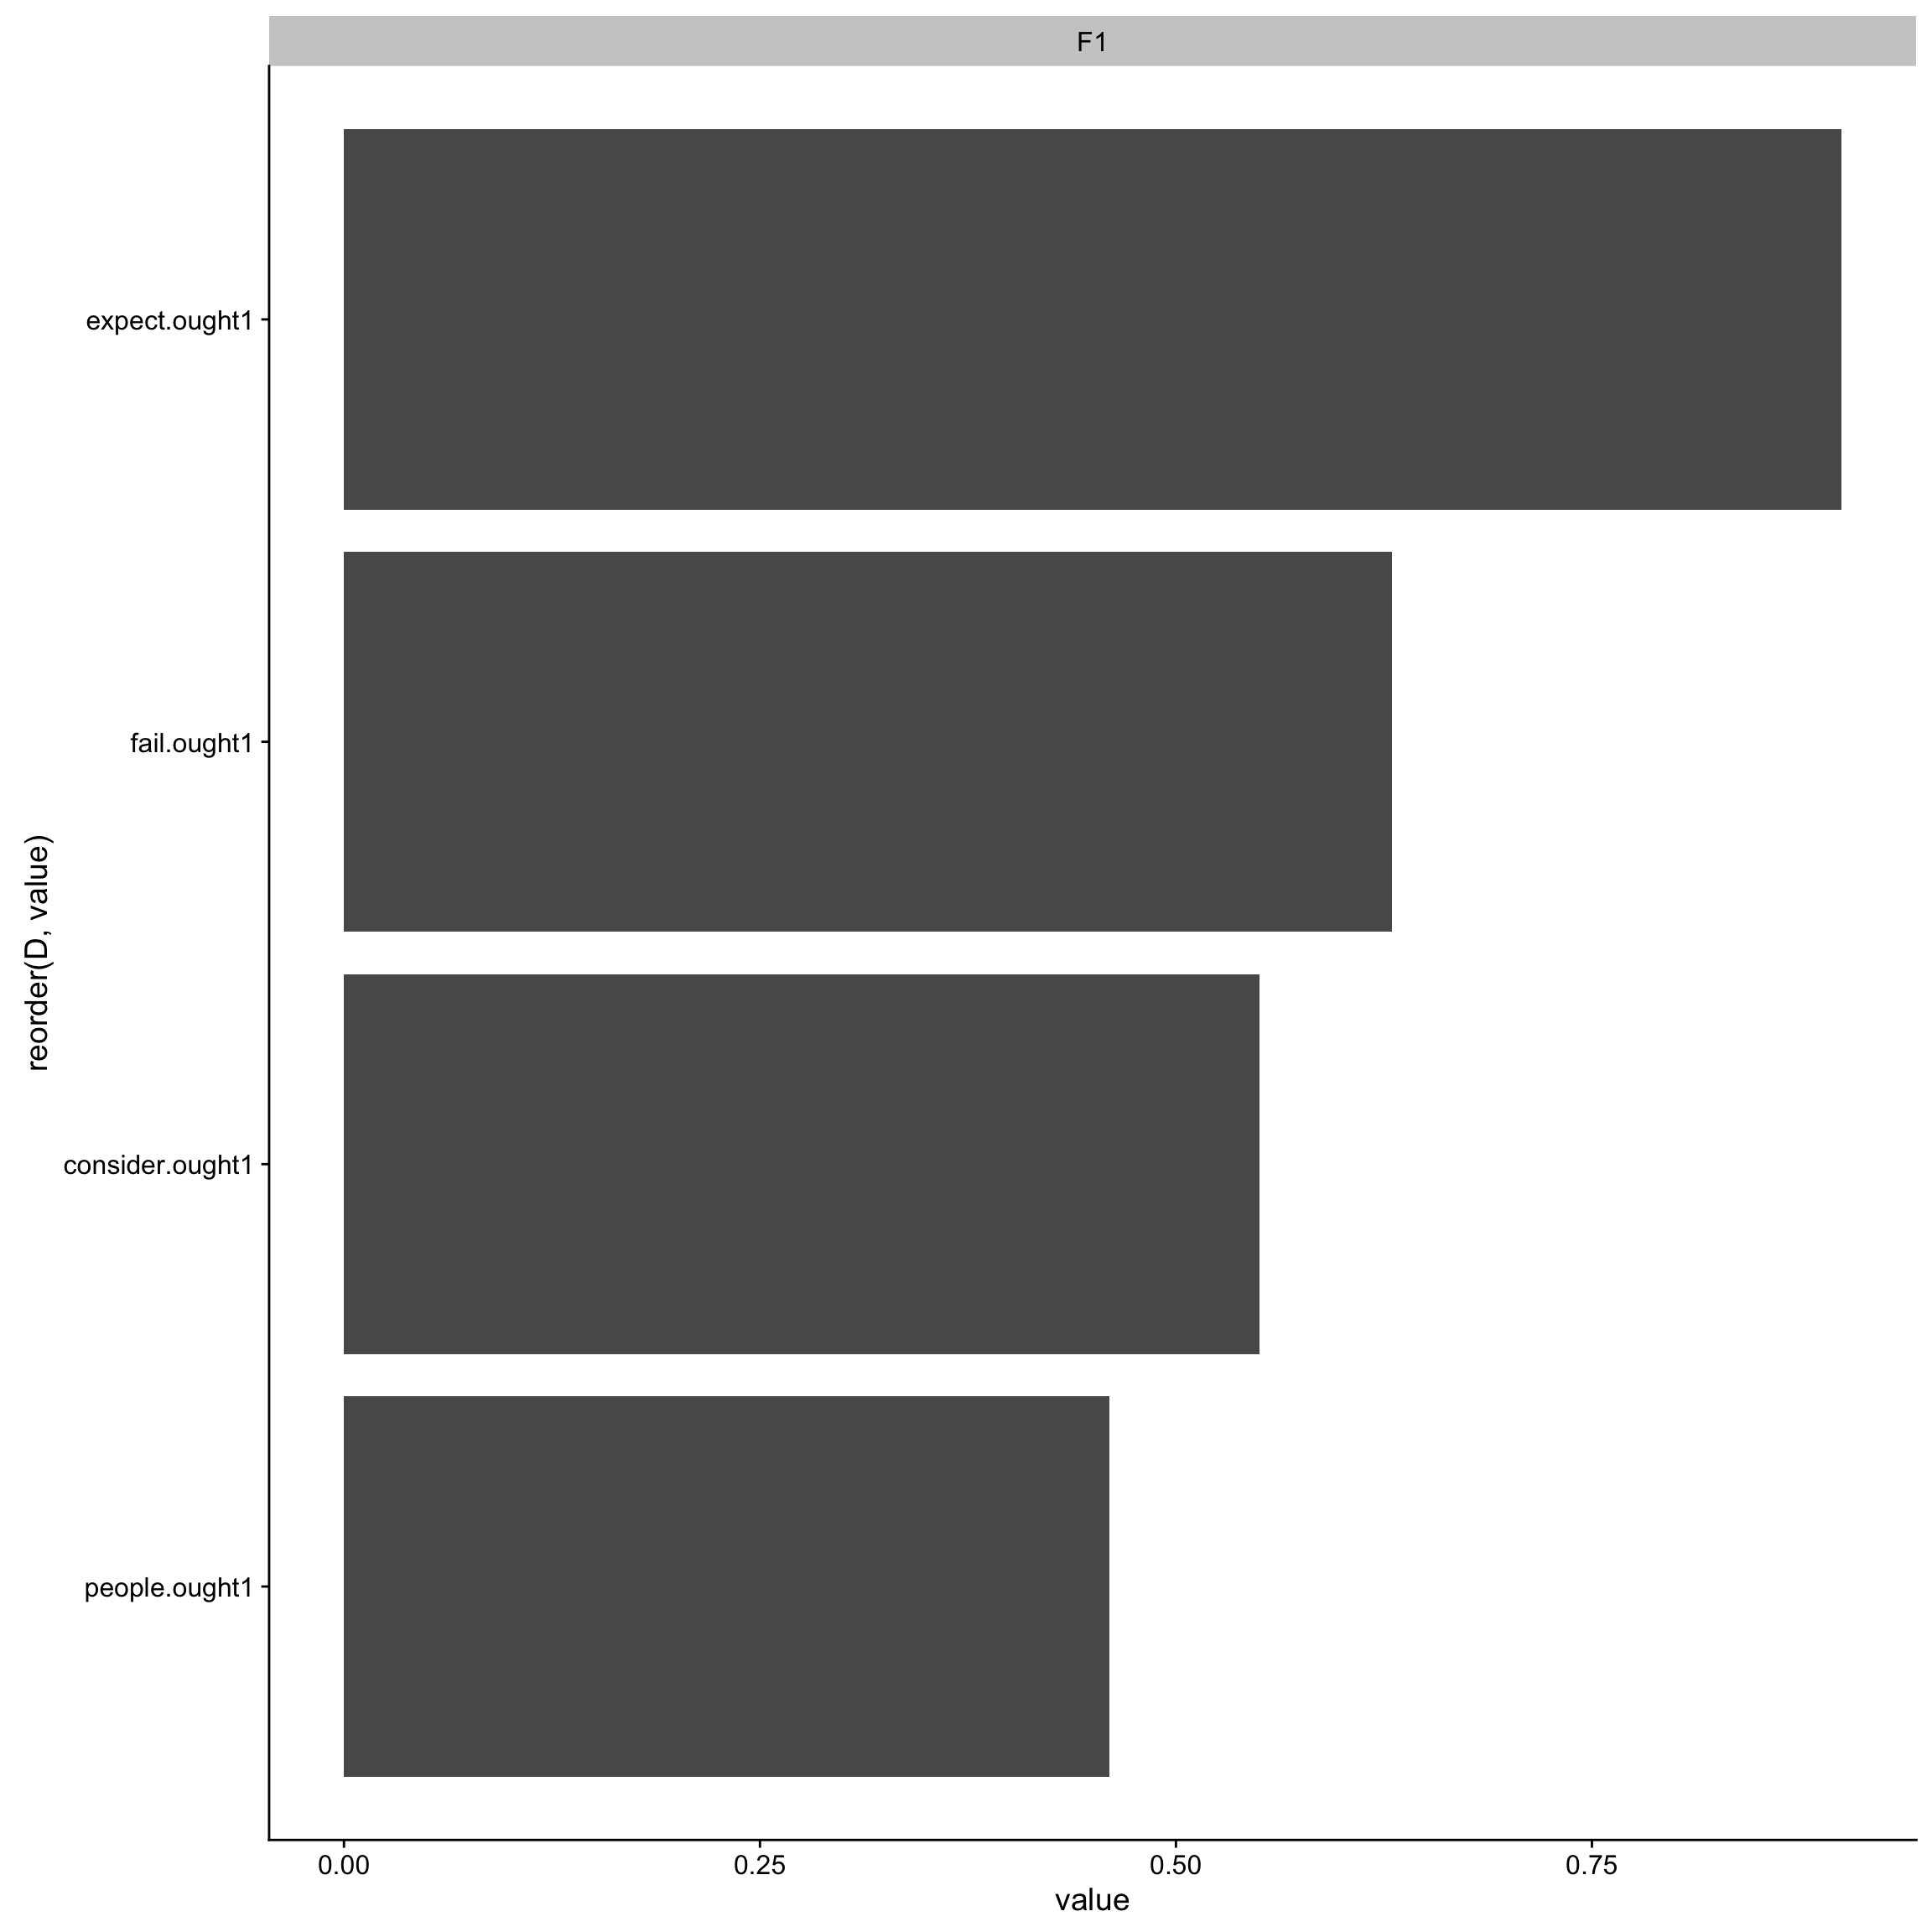 F1
expect.ought1
fail.ought1
consider.ought1
people.ought1
reorder(D, value)
0.00 0.25 0.50 0.75
value